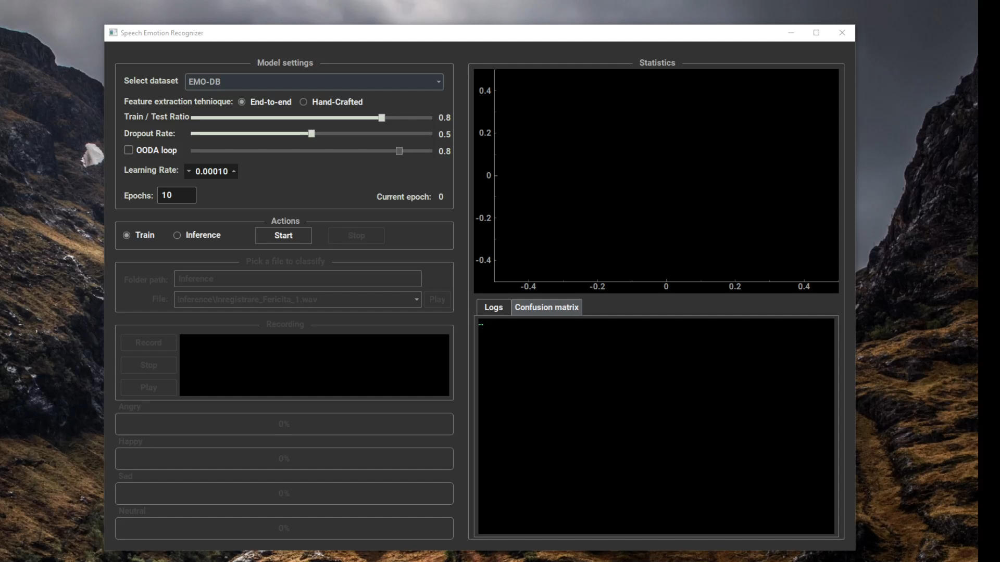 Speech Emotion Recognizer
Model settings
Select dataset EMO-DB
Feature extraction tehnioque: End-to-end Hand-Crafted
Train / Test Ratio 0.8
Dropout Rate: 0.5
OODA loop 0.8
Learning Rate: 0.00010
Epochs: 10 Current epoch: 0
Actions
Train Inference Start Stop
Pick a file to classify
Folder path: Inference
File: Inference\Inregistrare_Fericita_1.wav Play
Recording
Record
Stop
Play
Angry
0%
Happy
0%
Sad
0%
Neutral
0%
Statistics
0.4
0.2
0
-0.2
-0.4
-0.4 -0.2 0 0.2 0.4
Logs Confusion matrix
...